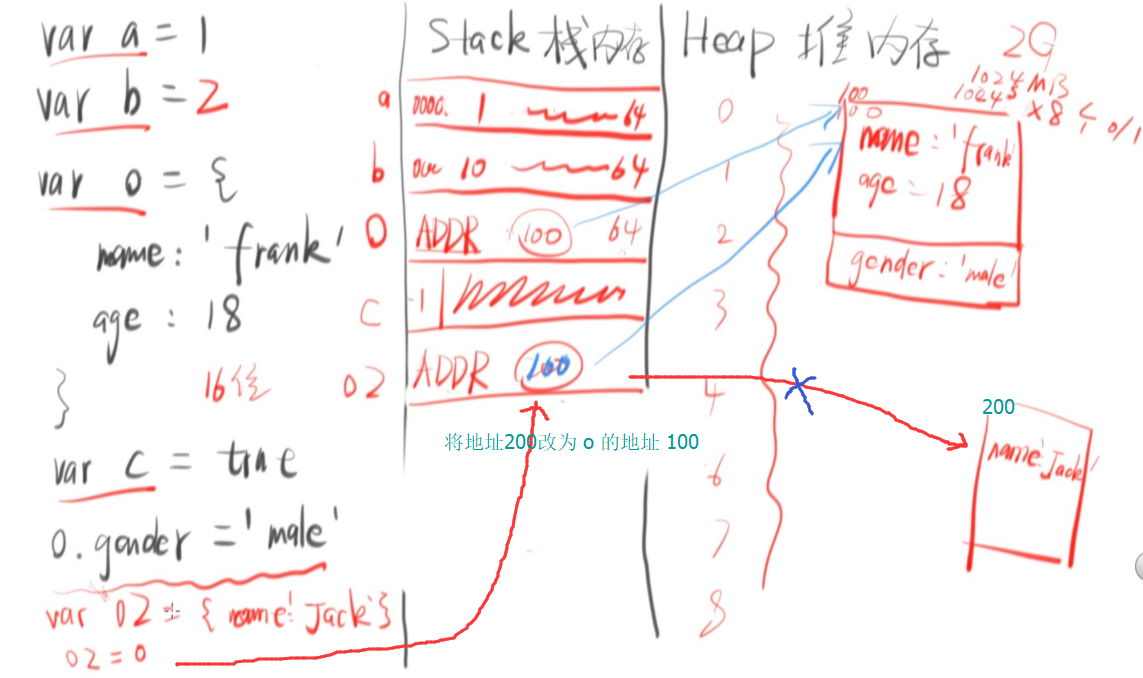 var a = 1
var b = 2
var o = {
name: 'frank'
age : 18
}
16位
var c = true
o.gender = 'male'
var o2 = { name: 'Jack' }
o2 = o
Stack 栈内存
a 0000. 1 64
b 10 64
o ADDR 100 64
c 1
o2 ADDR 100
将地址200改为 o 的地址 100
Heap 堆内存
2G
1024 MB
1024 × 8 个 0/1
0
1
2
3
4
6
7
8
100
100
name: 'frank'
age = 18
gender: 'male'
200
name: 'Jack'